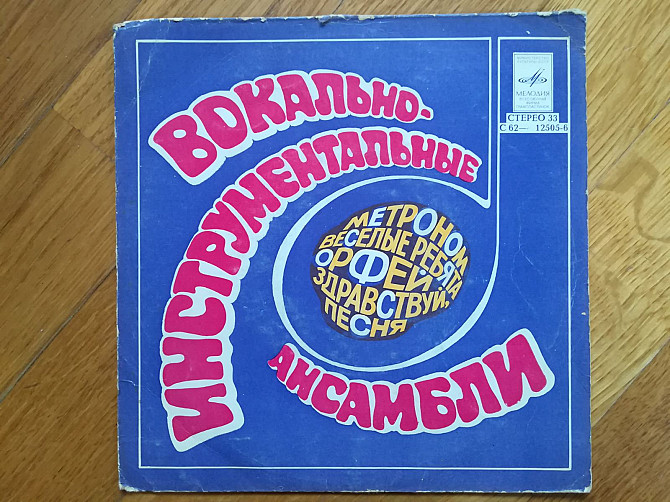 ВОКАЛЬНО-
ИНСТРУМЕНТАЛЬНЫЕ
АНСАМБЛИ
МЕТРОНОМ
ВЕСЕЛЫЕ РЕБЯТА
ОРФЕЙ
ЗДРАВСТВУЙ,
ПЕСНЯ
МЕЛОДИЯ
СТЕРЕО 33
С 62— 12505-6